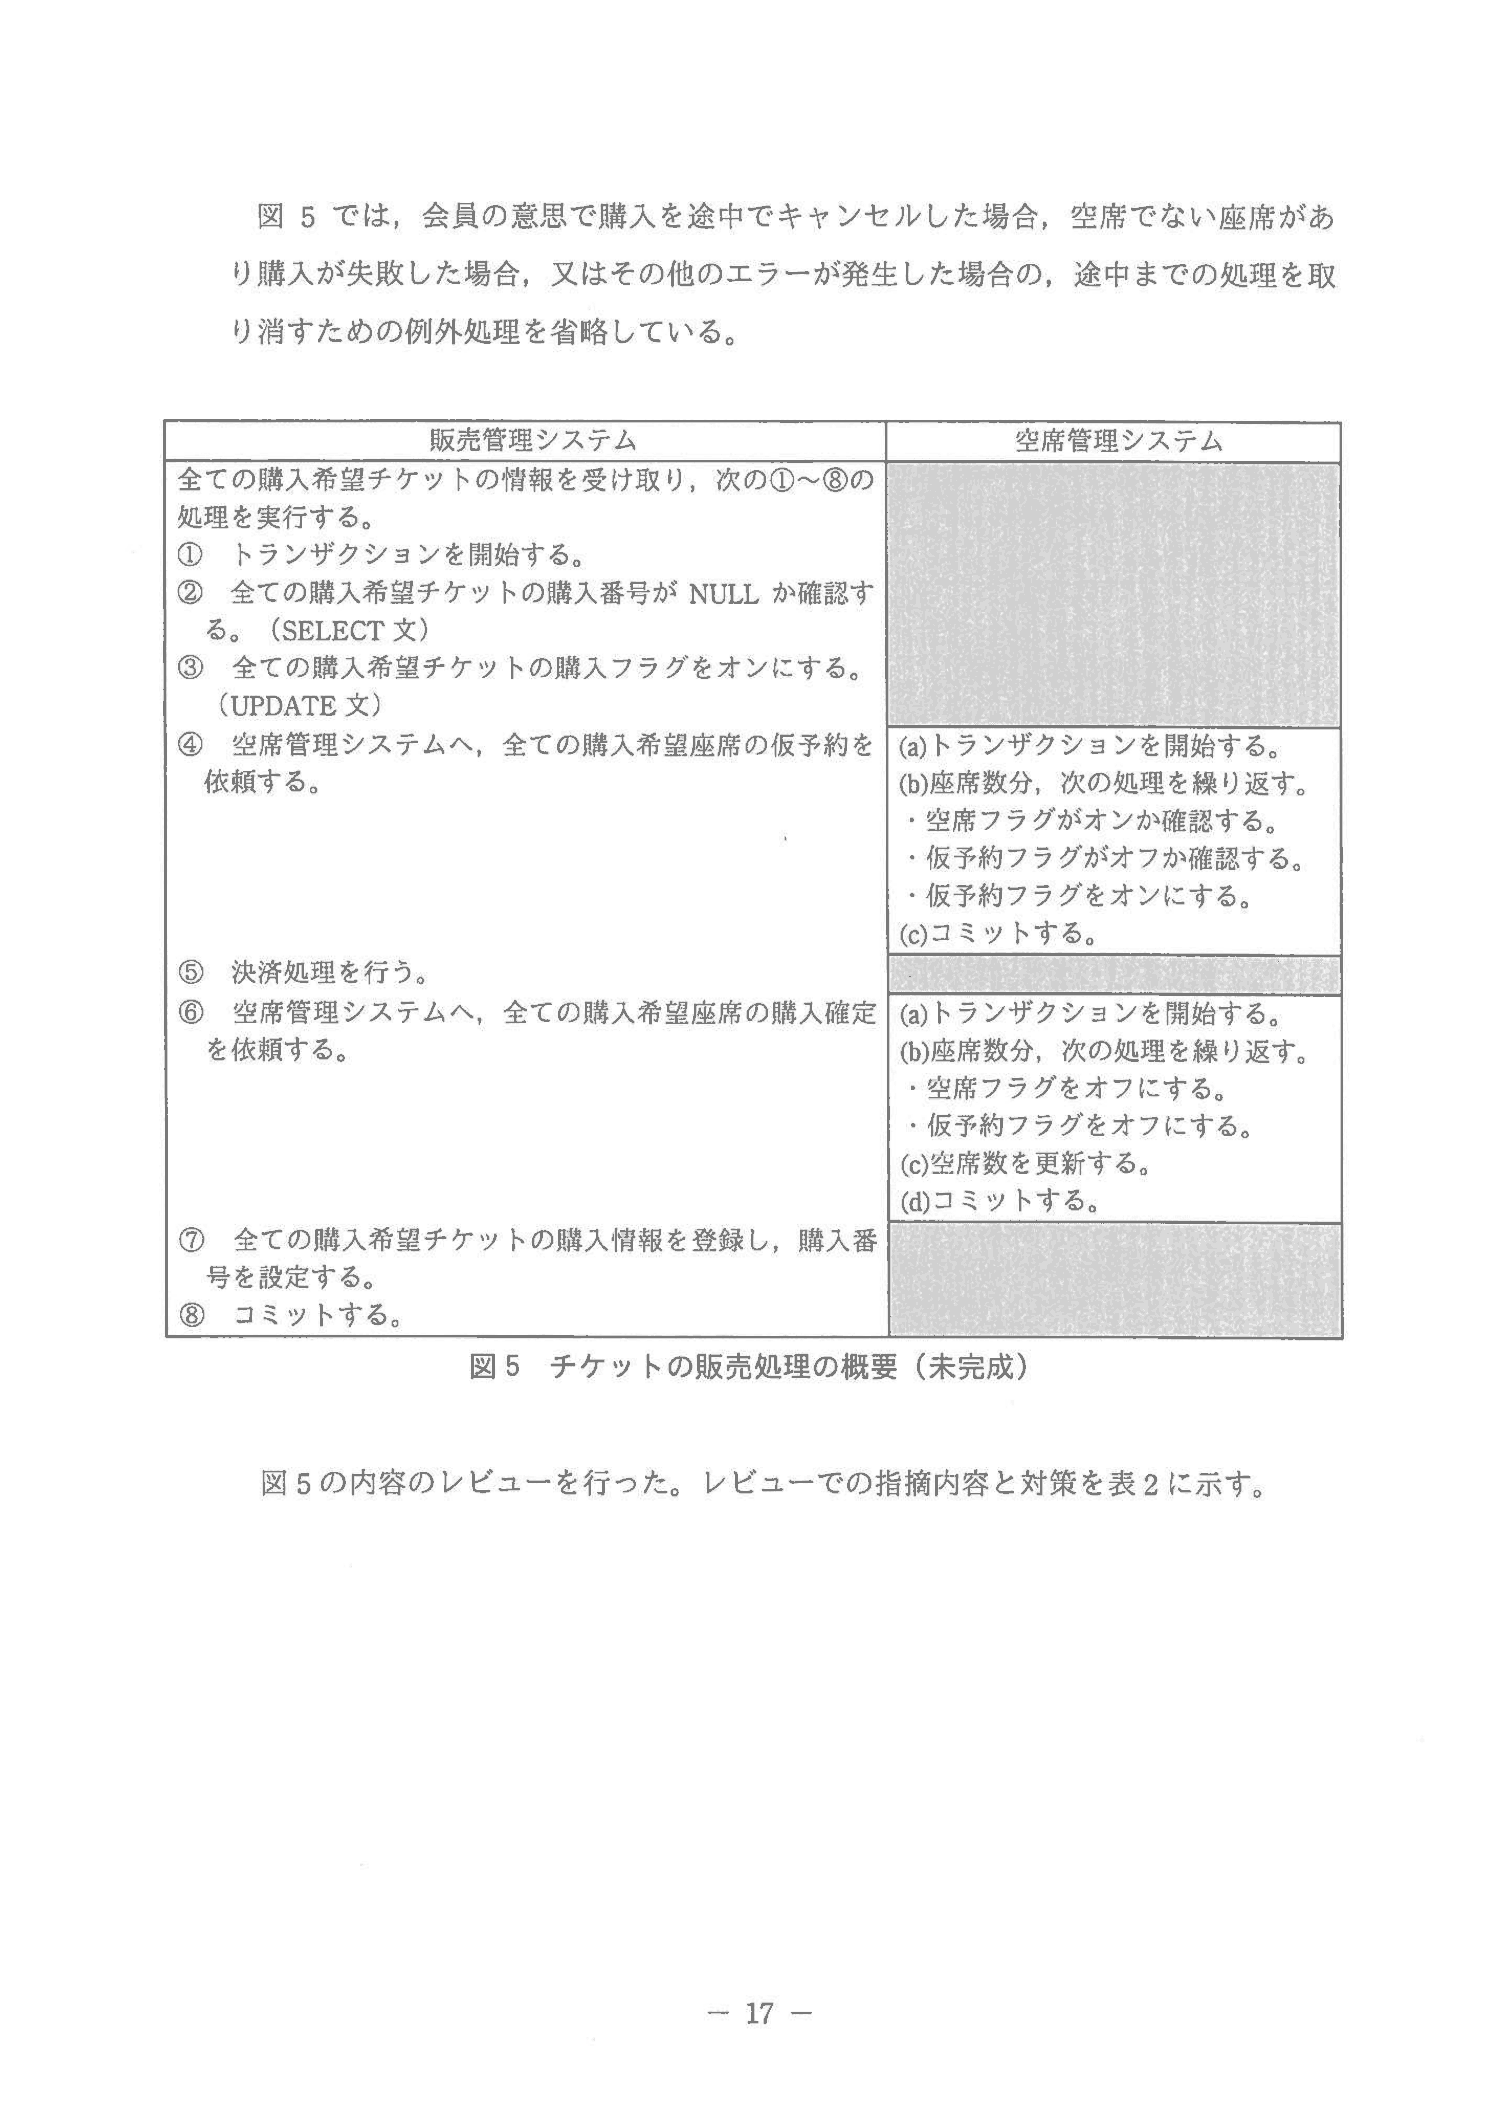 図 5 では，会員の意思で購入を途中でキャンセルした場合，空席でない座席があ
り購入が失敗した場合，又はその他のエラーが発生した場合の，途中までの処理を取
り消すための例外処理を省略している。
販売管理システム
空席管理システム
全ての購入希望チケットの情報を受け取り，次の①～⑧の
処理を実行する。
① トランザクションを開始する。
② 全ての購入希望チケットの購入番号が NULL か確認す
る。（SELECT 文）
③ 全ての購入希望チケットの購入フラグをオンにする。
（UPDATE 文）
④ 空席管理システムへ，全ての購入希望座席の仮予約を
依頼する。
(a)トランザクションを開始する。
(b)座席数分，次の処理を繰り返す。
・空席フラグがオンか確認する。
・仮予約フラグがオフか確認する。
・仮予約フラグをオンにする。
(c)コミットする。
⑤ 決済処理を行う。
⑥ 空席管理システムへ，全ての購入希望座席の購入確定
を依頼する。
(a)トランザクションを開始する。
(b)座席数分，次の処理を繰り返す。
・空席フラグをオフにする。
・仮予約フラグをオフにする。
(c)空席数を更新する。
(d)コミットする。
⑦ 全ての購入希望チケットの購入情報を登録し，購入番
号を設定する。
⑧ コミットする。
図 5 チケットの販売処理の概要（未完成）
図 5 の内容のレビューを行った。レビューでの指摘内容と対策を表 2 に示す。
－ 17 －